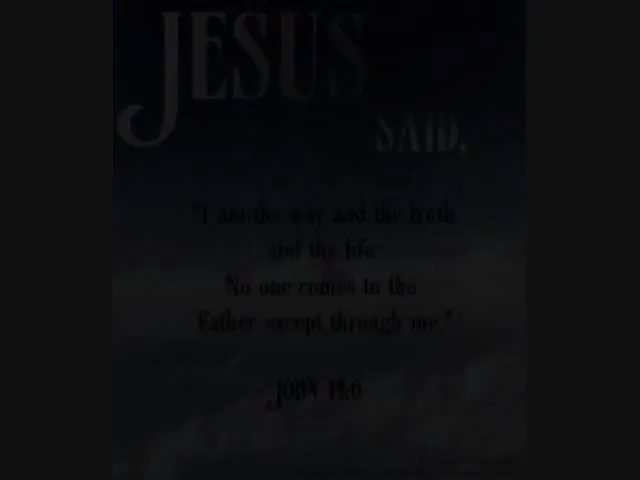 JESUS
SAID,
"I am the way and the truth
and the life
No one comes to the
Father except through me."
JOHN 14:6